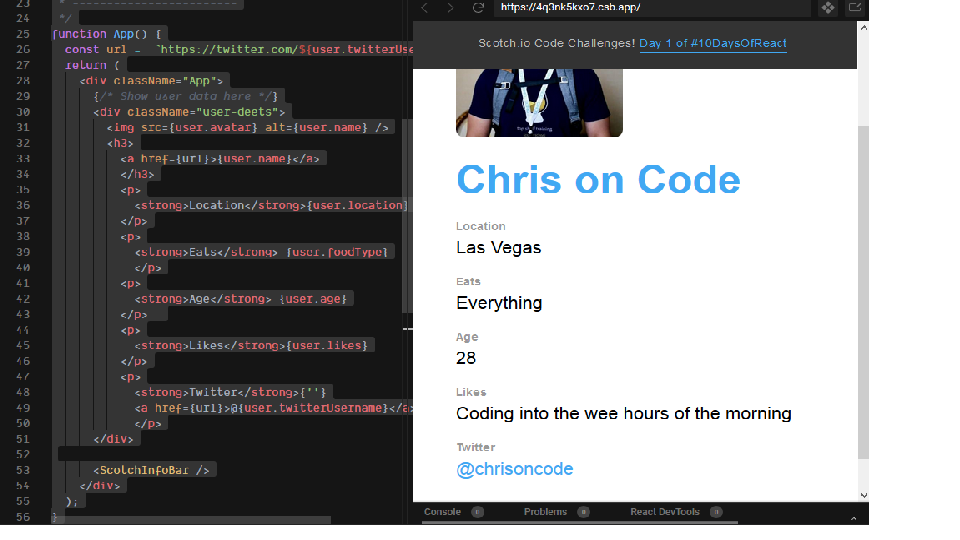 23 * ------------------------
24 */
25 function App() {
26 const url = `https://twitter.com/${user.twitterUse
27 return (
28 <div className="App">
29 {/* Show user data here */}
30 <div className="user-deets">
31 <img src={user.avatar} alt={user.name} />
32 <h3>
33 <a href={url}>{user.name}</a>
34 </h3>
35 <p>
36 <strong>Location</strong>{user.location}
37 </p>
38 <p>
39 <strong>Eats</strong> {user.foodType}
40 </p>
41 <p>
42 <strong>Age</strong> {user.age}
43 </p>
44 <p>
45 <strong>Likes</strong>{user.likes}
46 </p>
47 <p>
48 <strong>Twitter</strong>{''}
49 <a href={url}>@{user.twitterUsername}</a>
50 </p>
51 </div>
52
53 <ScotchInfoBar />
54 </div>
55 );
56 }
https://4q3nk5kxo7.csb.app/
Scotch.io Code Challenges! Day 1 of #10DaysOfReact
Chris on Code
Location
Las Vegas
Eats
Everything
Age
28
Likes
Coding into the wee hours of the morning
Twitter
@chrisoncode
Console 0 Problems 0 React DevTools 0